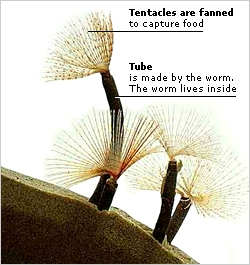 Tentacles are fanned
to capture food
Tube
is made by the worm.
The worm lives inside